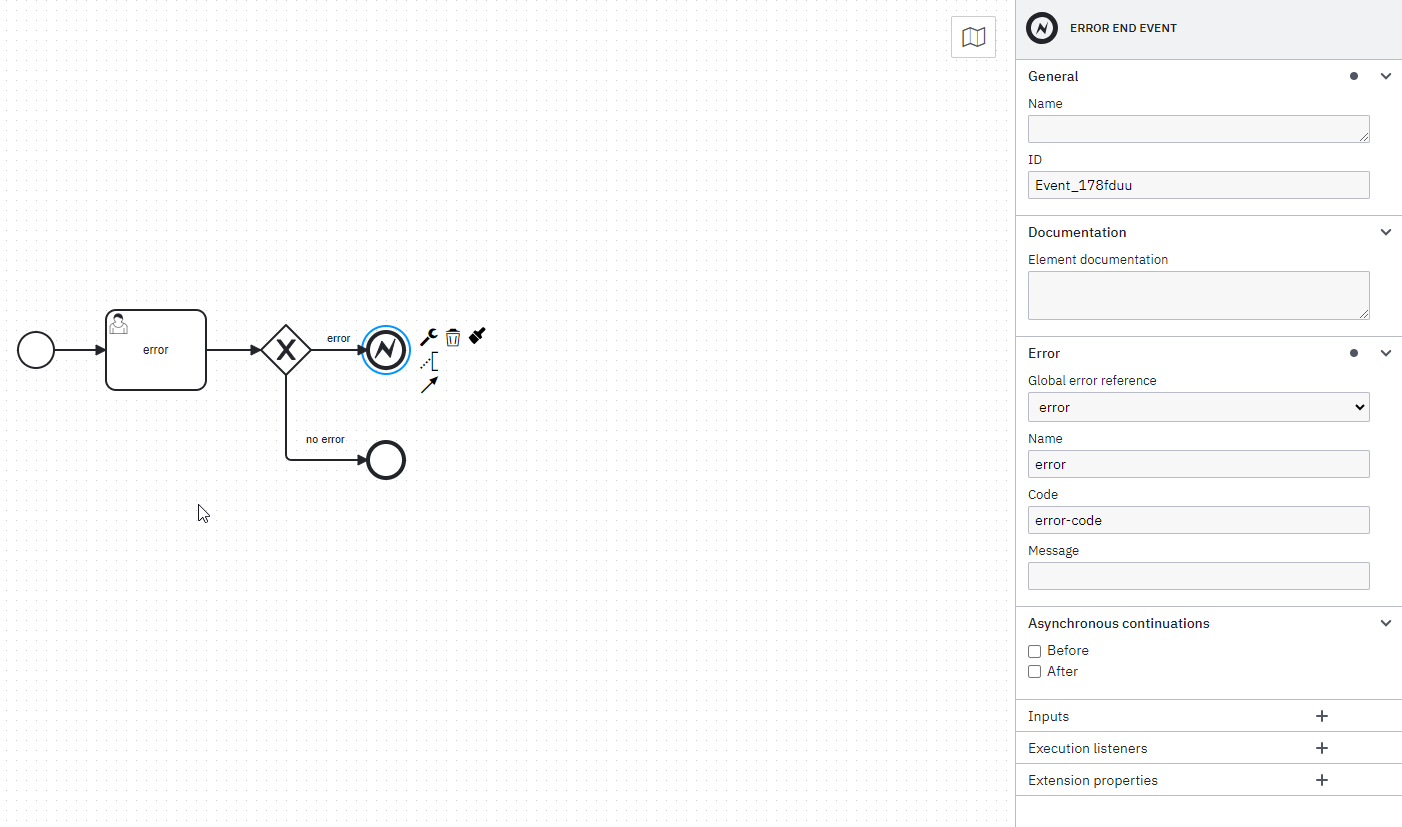 ERROR END EVENT
General
Name
ID
Event_178fduu
Documentation
Element documentation
Error
Global error reference
error
Name
error
Code
error-code
Message
Asynchronous continuations
Before
After
Inputs
Execution listeners
Extension properties
error
error
no error